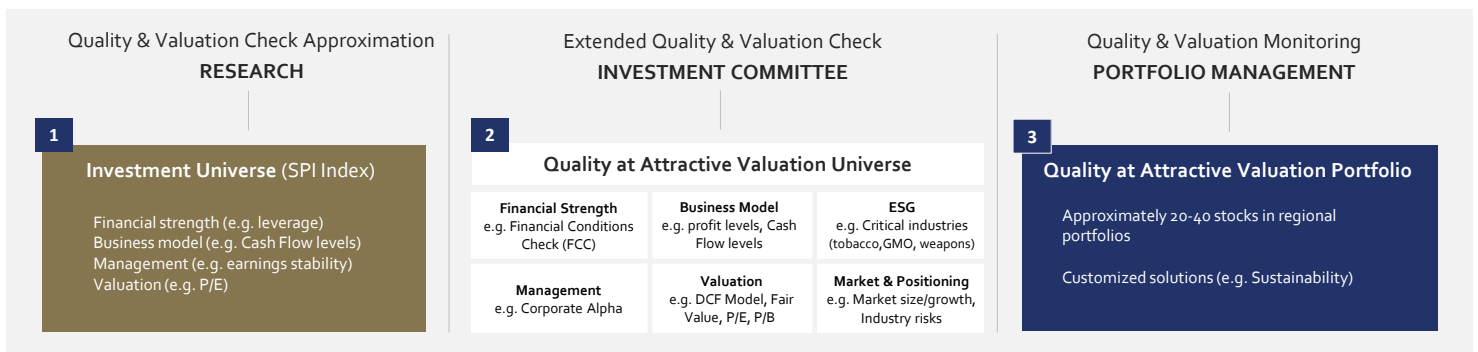 Quality & Valuation Check Approximation
RESEARCH
1
Investment Universe (SPI Index)
Financial strength (e.g. leverage)
Business model (e.g. Cash Flow levels)
Management (e.g. earnings stability)
Valuation (e.g. P/E)
Extended Quality & Valuation Check
INVESTMENT COMMITTEE
2
Quality at Attractive Valuation Universe
Financial Strength
e.g. Financial Conditions
Check (FCC)
Business Model
e.g. profit levels, Cash
Flow levels
ESG
e.g. Critical industries
(tobacco,GMO, weapons)
Management
e.g. Corporate Alpha
Valuation
e.g. DCF Model, Fair
Value, P/E, P/B
Market & Positioning
e.g. Market size/growth,
Industry risks
Quality & Valuation Monitoring
PORTFOLIO MANAGEMENT
3
Quality at Attractive Valuation Portfolio
Approximately 20-40 stocks in regional
portfolios
Customized solutions (e.g. Sustainability)